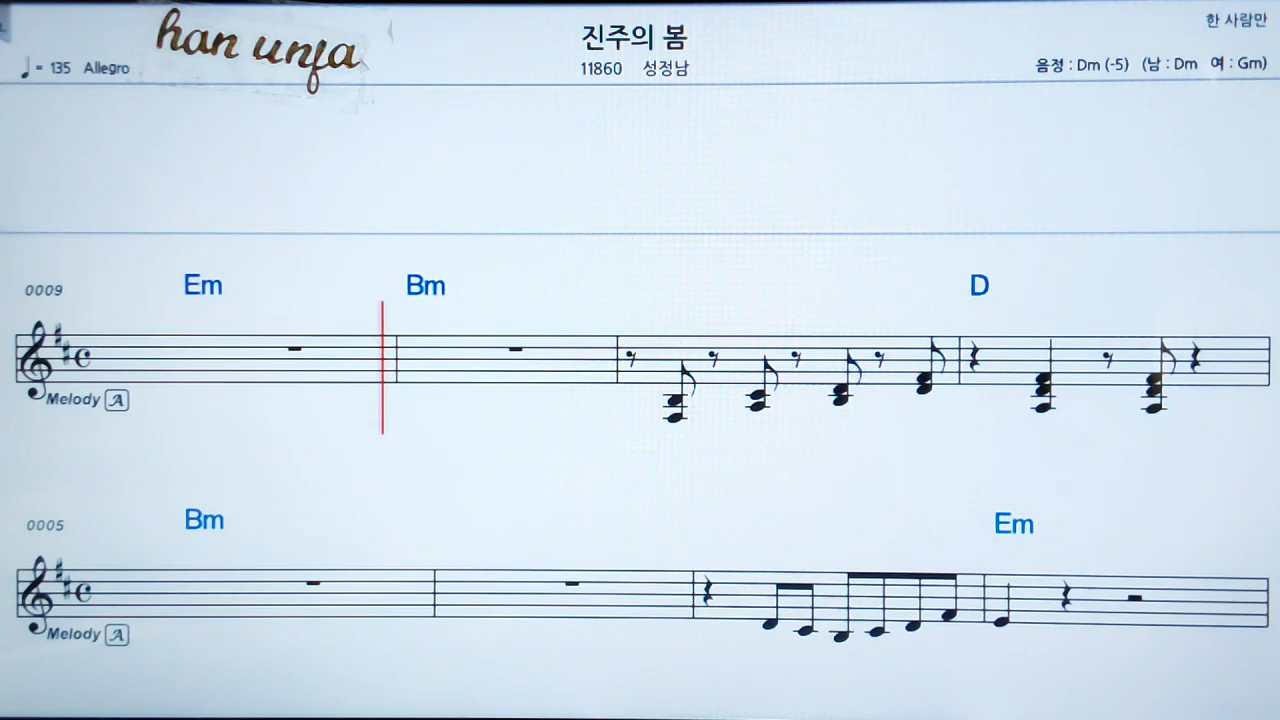 han unja
진주의 봄
한 사람만
♩ = 135 Allegro
11860 성정남
음정 : Dm (-5) (남 : Dm 여 : Gm)
0009
Em
Bm
D
Melody A
0005
Bm
Em
Melody A